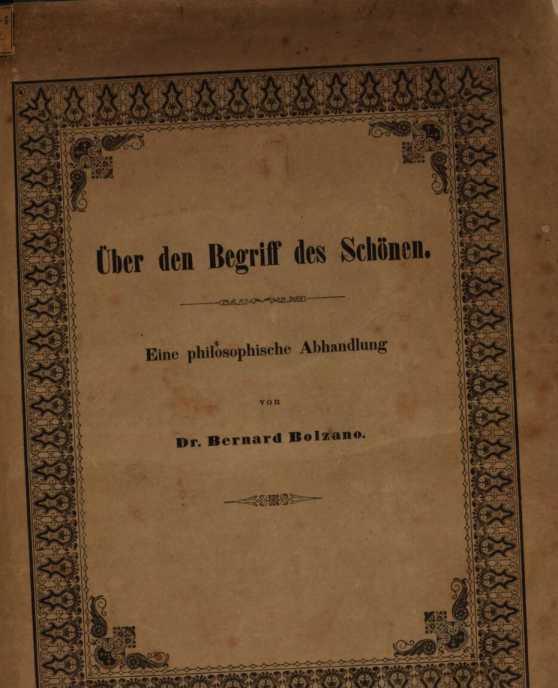 Über den Begriff des Schönen.
Eine philosophische Abhandlung
von
Dr. Bernard Bolzano.